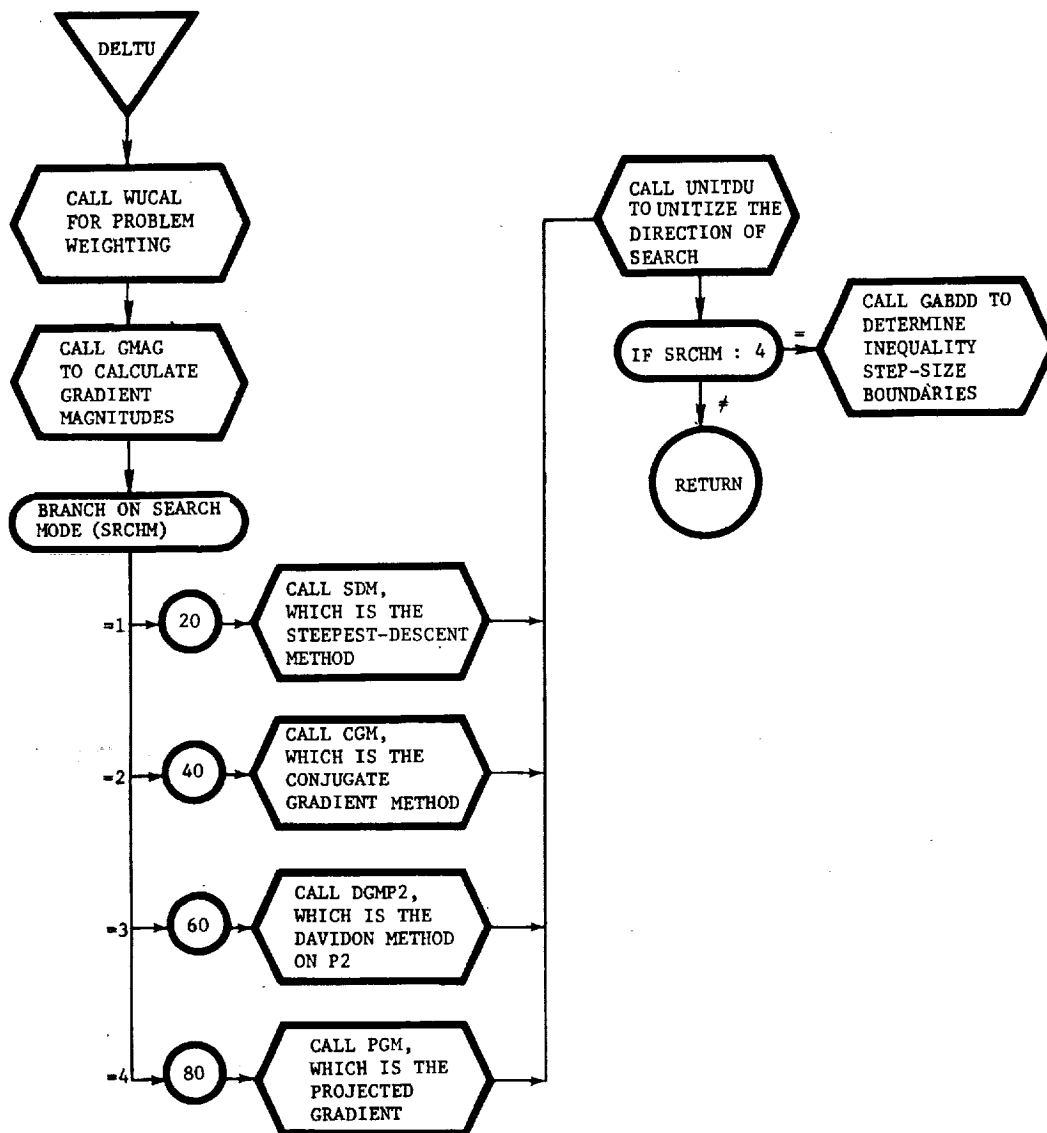 DELTU
CALL WUCAL
FOR PROBLEM
WEIGHTING
CALL GMAG
TO CALCULATE
GRADIENT
MAGNITUDES
BRANCH ON SEARCH
MODE (SRCHM)
=1
20
CALL SDM,
WHICH IS THE
STEEPEST-DESCENT
METHOD
=2
40
CALL CGM,
WHICH IS THE
CONJUGATE
GRADIENT METHOD
=3
60
CALL DGMP2,
WHICH IS THE
DAVIDON METHOD
ON P2
=4
80
CALL PGM,
WHICH IS THE
PROJECTED
GRADIENT
CALL UNITDU
TO UNITIZE THE
DIRECTION OF
SEARCH
IF SRCHM : 4
=
CALL GABDD TO
DETERMINE
INEQUALITY
STEP-SIZE
BOUNDARIES
≠
RETURN